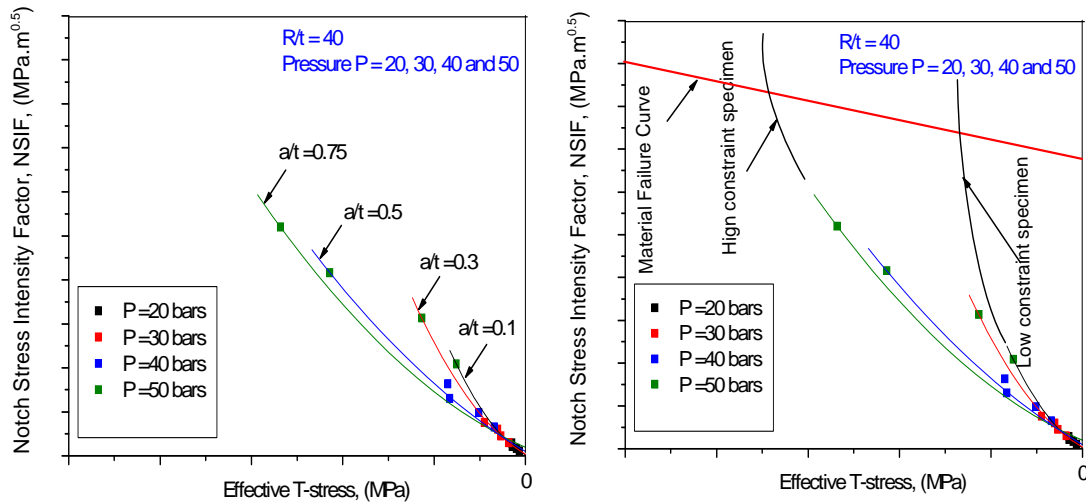 Notch Stress Intensity Factor, NSIF, (MPa.m^0.5)
R/t = 40
Pressure P = 20, 30, 40 and 50
a/t =0.75
a/t=0.5
a/t =0.3
a/t =0.1
P =20 bars
P =30 bars
P =40 bars
P =50 bars
0
Effective T-stress, (MPa)
Notch Stress Intensity Factor, NSIF, (MPa.m^0.5)
R/t = 40
Pressure P = 20, 30, 40 and 50
Material Failure Curve
Hign constraint specimen
Low constraint specimen
P =20 bars
P =30 bars
P =40 bars
P =50 bars
0
Effective T-stress, (MPa)